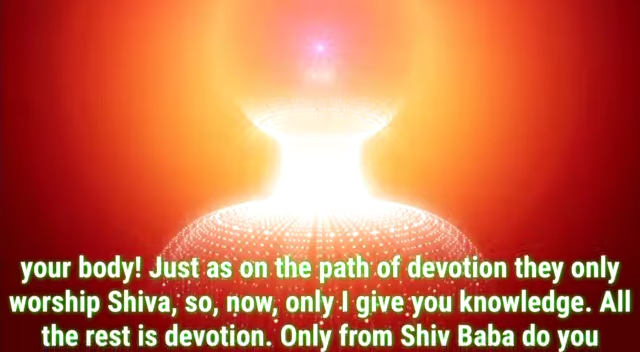 your body! Just as on the path of devotion they only
worship Shiva, so, now, only I give you knowledge. All
the rest is devotion. Only from Shiv Baba do you